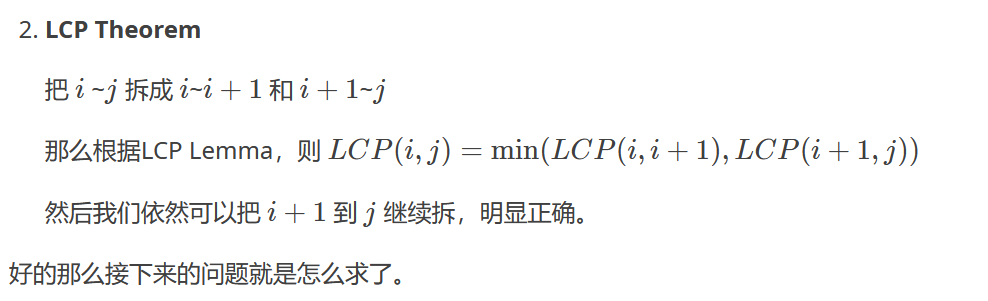 2. LCP Theorem
把 i ~j 拆成 i~i + 1 和 i + 1~j
那么根据LCP Lemma，则 LCP(i, j) = min(LCP(i, i + 1), LCP(i + 1, j))
然后我们依然可以把 i + 1 到 j 继续拆，明显正确。
好的那么接下来的问题就是怎么求了。